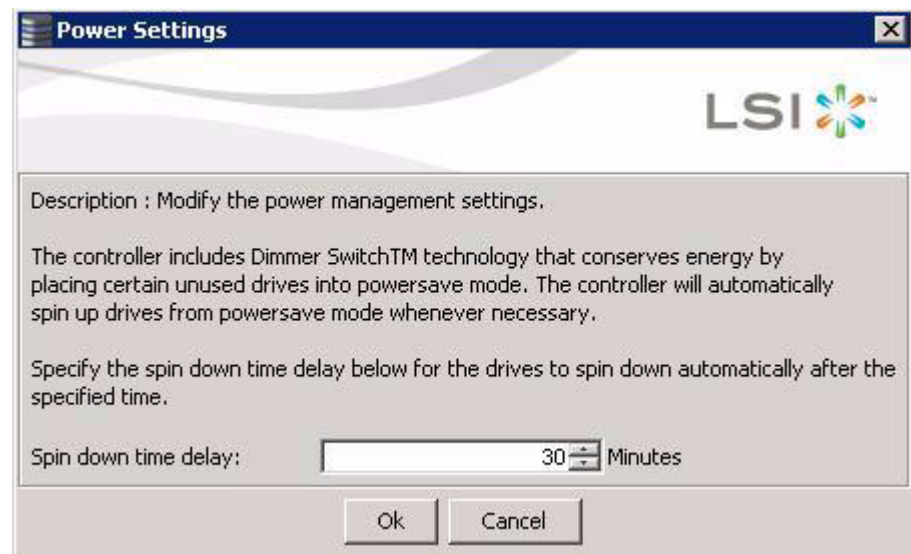 Power Settings
LSI
Description : Modify the power management settings.
The controller includes Dimmer SwitchTM technology that conserves energy by
placing certain unused drives into powersave mode. The controller will automatically
spin up drives from powersave mode whenever necessary.
Specify the spin down time delay below for the drives to spin down automatically after the
specified time.
Spin down time delay: 30 Minutes
Ok Cancel